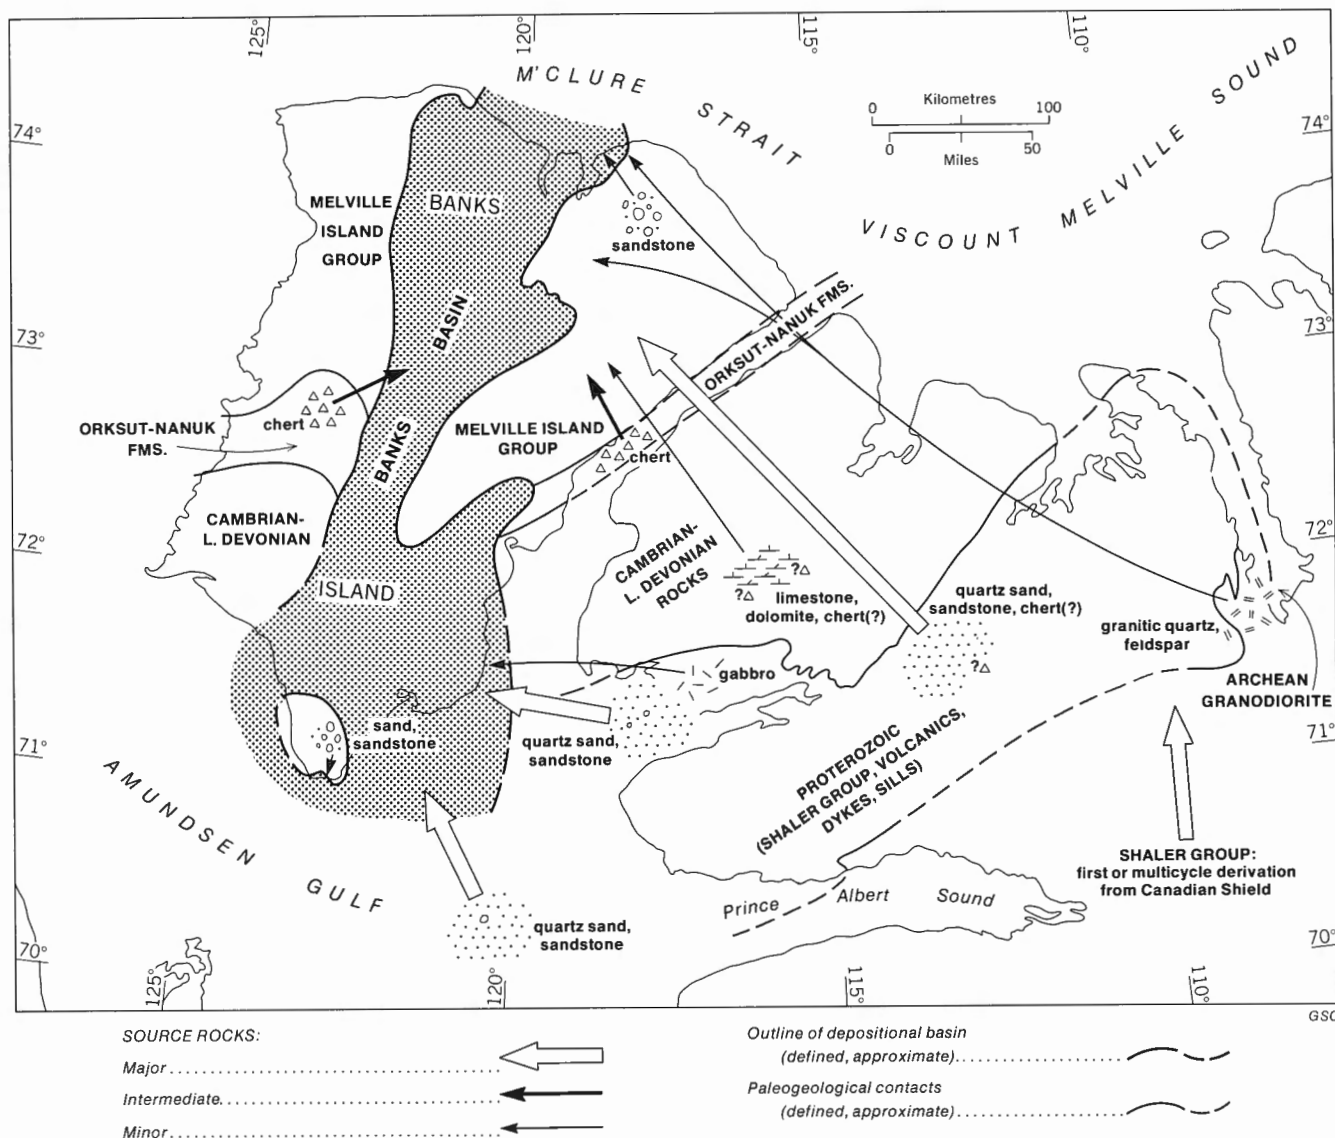 125°
120°
115°
110°
M'CLURE STRAIT
VISCOUNT MELVILLE SOUND
Kilometres
0 100
0 50
Miles
74°
74°
MELVILLE
ISLAND
GROUP
BANKS
sandstone
BASIN
73°
73°
ORKSUT-NANUK FMS.
chert
ORKSUT-NANUK
FMS.
BANKS
MELVILLE ISLAND
GROUP
chert
CAMBRIAN-
L. DEVONIAN
72°
72°
CAMBRIAN-
L. DEVONIAN
ROCKS
ISLAND
?
?
limestone,
dolomite, chert(?)
quartz sand,
sandstone, chert(?)
?
granitic quartz,
feldspar
ARCHEAN
GRANODIORITE
gabbro
sand,
sandstone
quartz sand,
sandstone
71°
71°
PROTEROZOIC
(SHALER GROUP, VOLCANICS,
DYKES, SILLS)
AMUNDSEN GULF
SHALER GROUP:
first or multicycle derivation
from Canadian Shield
Prince Albert Sound
quartz sand,
sandstone
70°
70°
125°
120°
115°
110°
GSC
SOURCE ROCKS:
Major
Intermediate
Minor
Outline of depositional basin
(defined, approximate)
Paleogeological contacts
(defined, approximate)